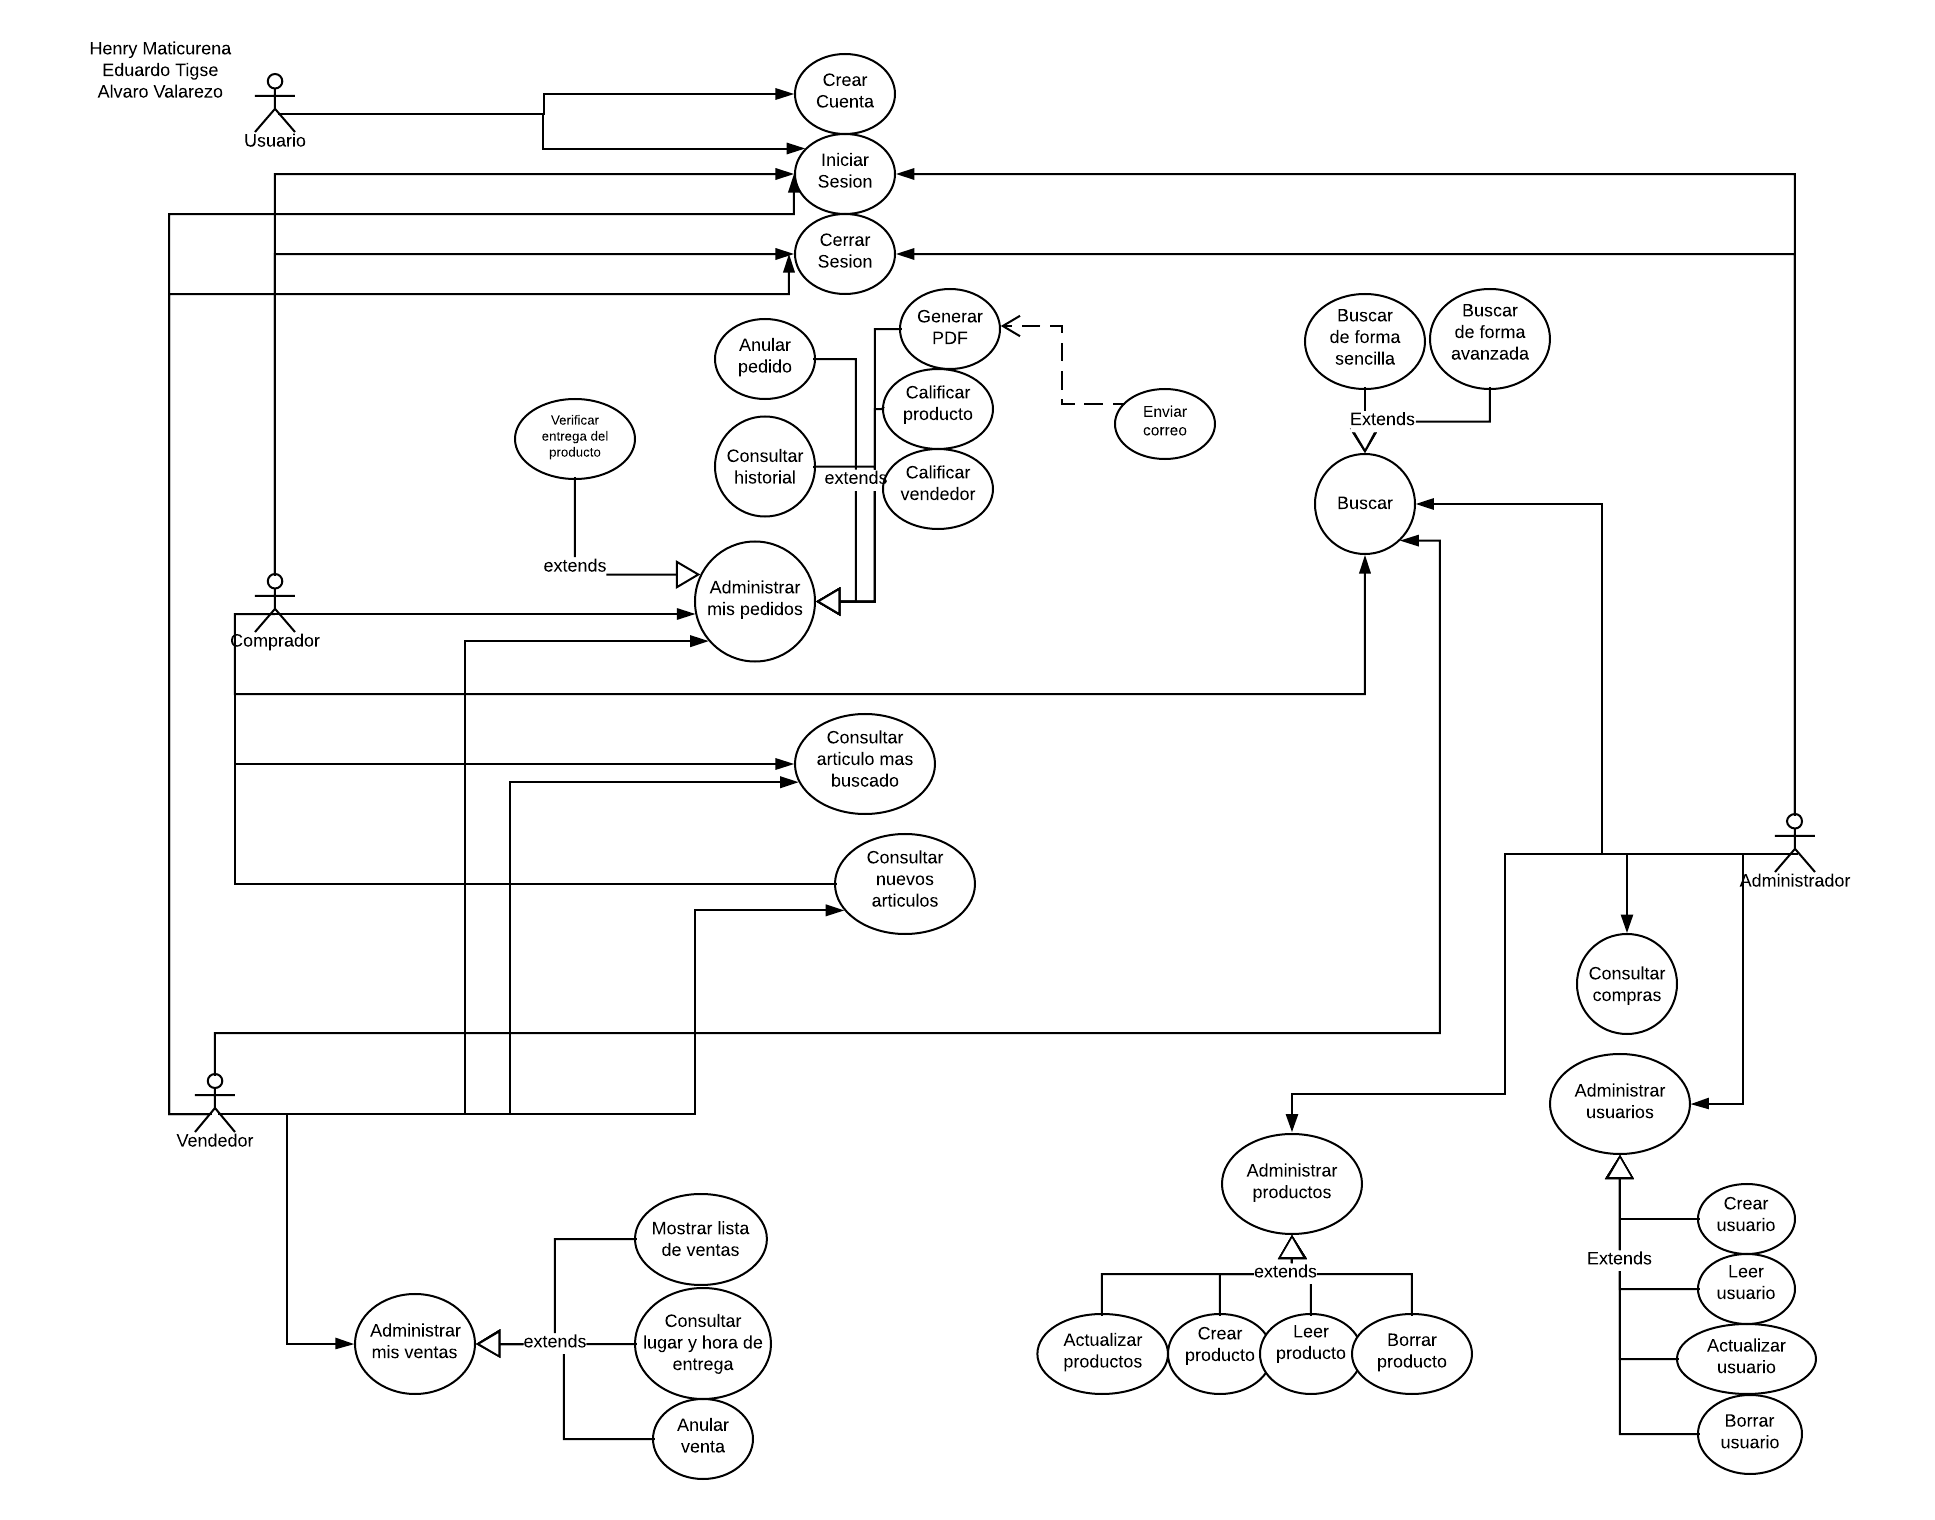 Henry Maticurena
Eduardo Tigse
Alvaro Valarezo
Usuario
Crear
Cuenta
Iniciar
Sesion
Cerrar
Sesion
Generar
PDF
Anular
pedido
Calificar
producto
Verificar
entrega del
producto
Consultar
historial
extends
Calificar
vendedor
Enviar
correo
Buscar
de forma
sencilla
Buscar
de forma
avanzada
Extends
Buscar
extends
Administrar
mis pedidos
Comprador
Consultar
articulo mas
buscado
Consultar
nuevos
articulos
Administrador
Consultar
compras
Administrar
usuarios
Vendedor
Administrar
productos
extends
Actualizar
productos
Crear
producto
Leer
producto
Borrar
producto
Crear
usuario
Extends
Leer
usuario
Actualizar
usuario
Borrar
usuario
Mostrar lista
de ventas
Administrar
mis ventas
extends
Consultar
lugar y hora de
entrega
Anular
venta